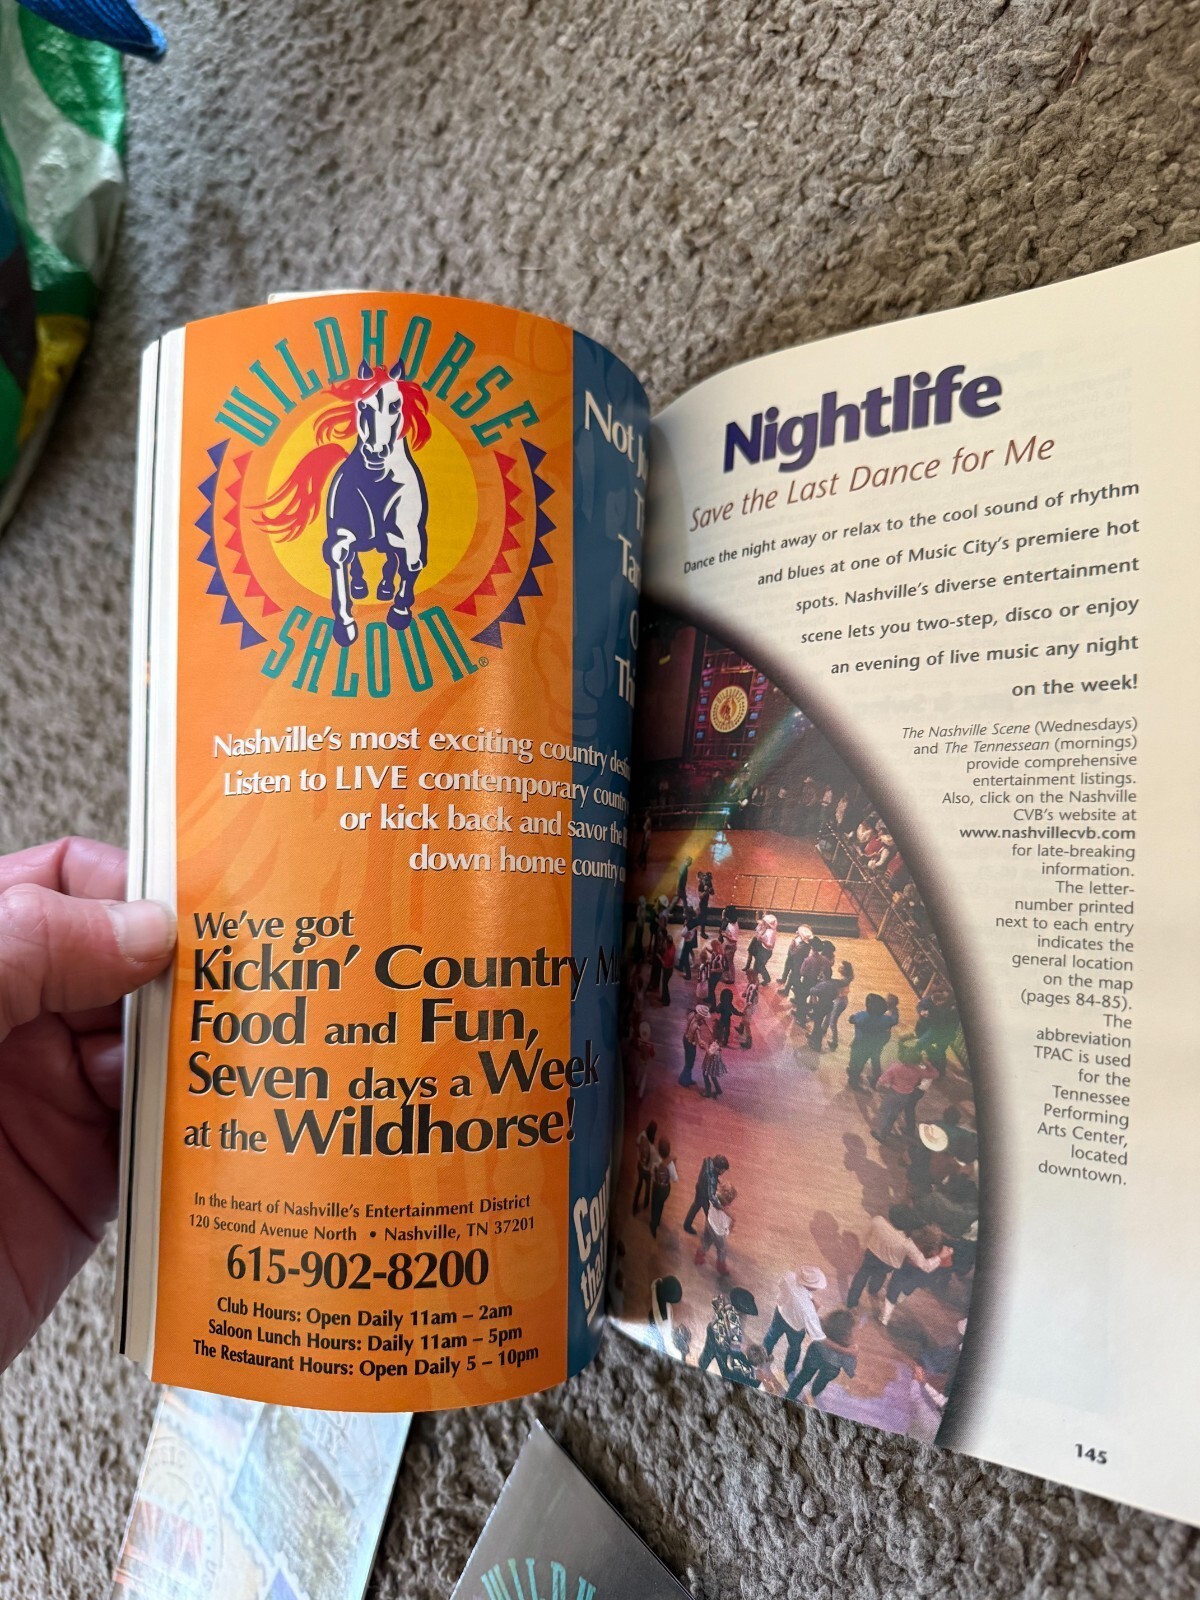 WILDHORSE
SALOON®
Nashville's most exciting country
Listen to LIVE contemporary
or kick back and savor the
down home country
We've got
Kickin' Country
Food and Fun,
Seven days a Week
at the Wildhorse!
In the heart of Nashville's Entertainment District
120 Second Avenue North • Nashville, TN 37201
615-902-8200
Club Hours: Open Daily 11am – 2am
Saloon Lunch Hours: Daily 11am – 5pm
The Restaurant Hours: Open Daily 5 – 10pm
Not
Nightlife
Save the Last Dance for Me
Dance the night away or relax to the cool sound of rhythm
and blues at one of Music City's premiere hot
spots. Nashville's diverse entertainment
scene lets you two-step, disco or enjoy
an evening of live music any night
on the week!
The Nashville Scene (Wednesdays)
and The Tennessean (mornings)
provide comprehensive
entertainment listings.
Also, click on the Nashville
CVB's website at
www.nashvillecvb.com
for late-breaking
information.
The letter-
number printed
next to each entry
indicates the
general location
on the map
(pages 84-85).
The
abbreviation
TPAC is used
for the
Tennessee
Performing
Arts Center,
located
downtown.
145
WILD